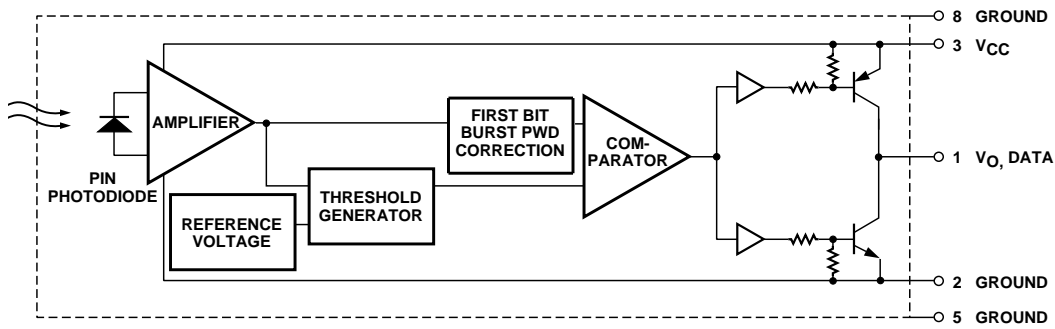 8 GROUND
3 VCC
AMPLIFIER
FIRST BIT
BURST PWD
CORRECTION
COM-
PARATOR
1 VO, DATA
PIN
PHOTODIODE
THRESHOLD
GENERATOR
REFERENCE
VOLTAGE
2 GROUND
5 GROUND